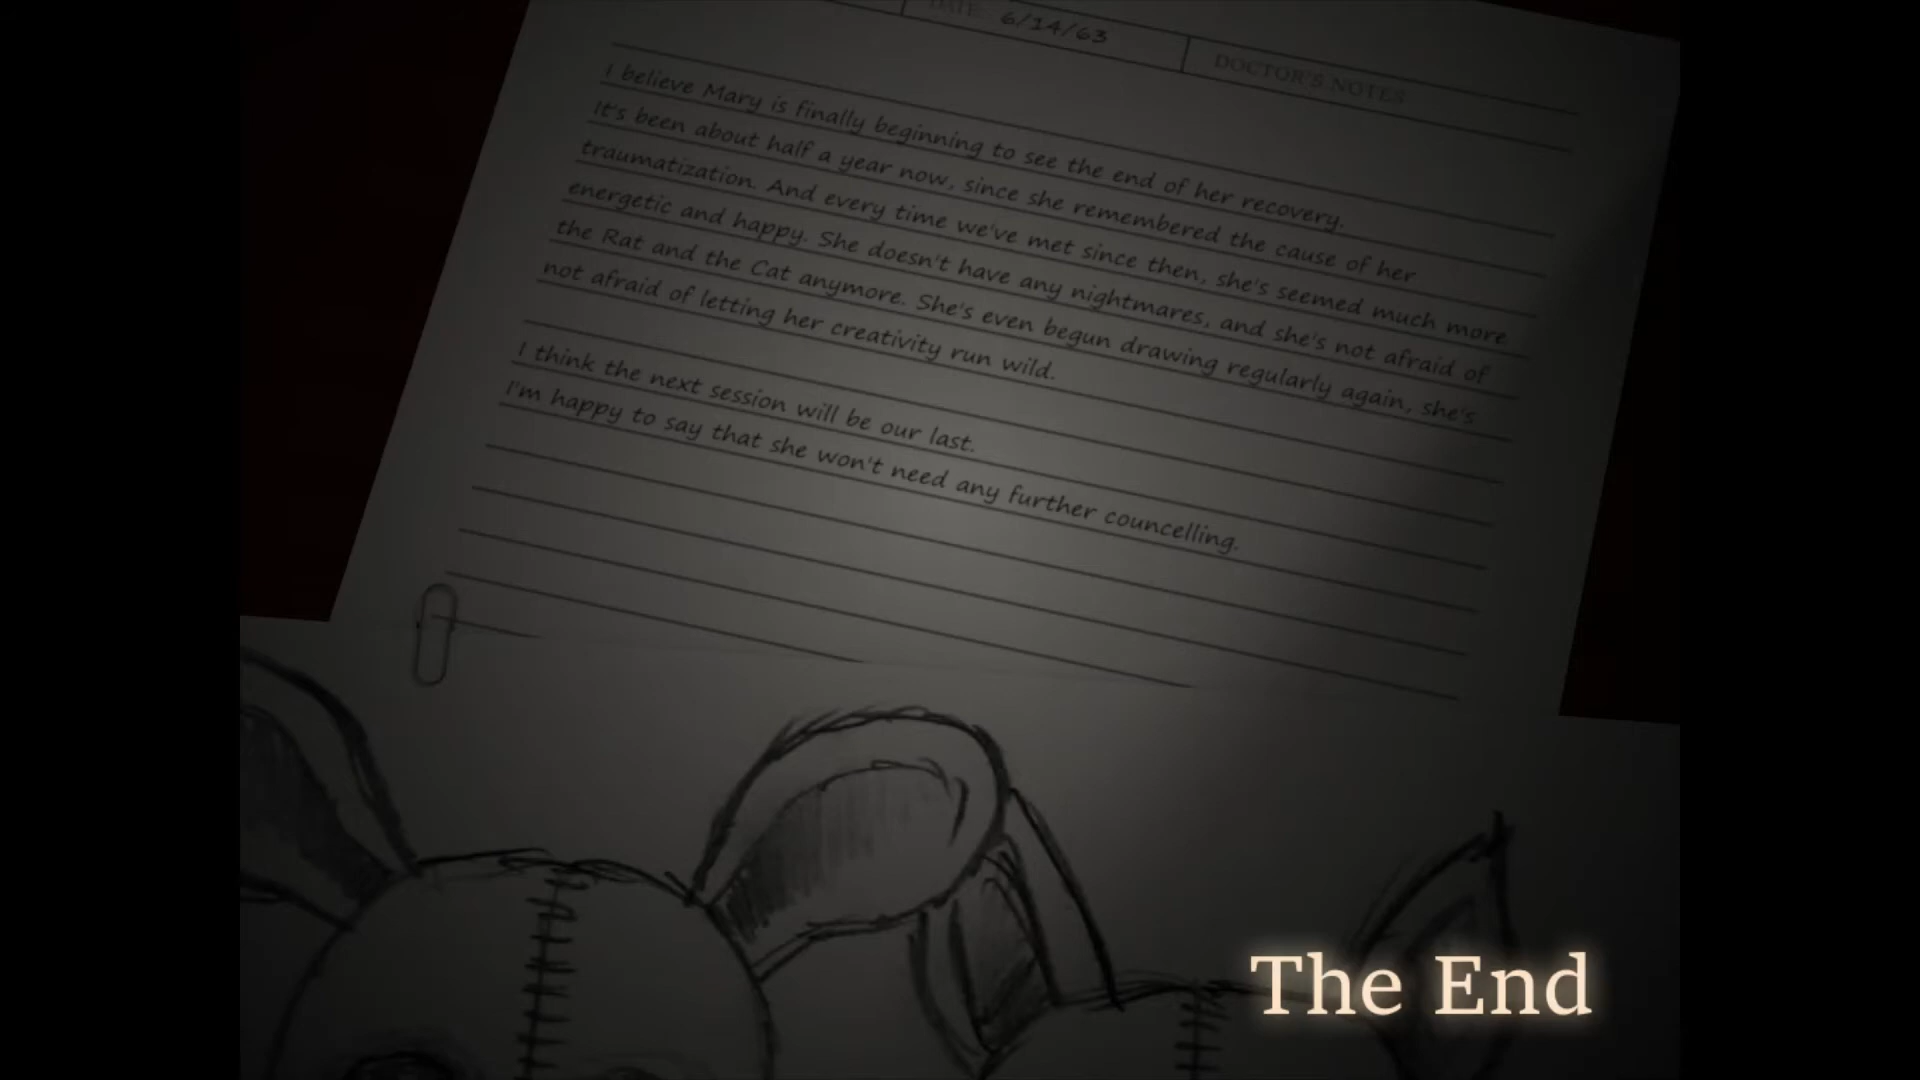 DATE 6/14/63
DOCTOR'S NOTES
I believe Mary is finally beginning to see the end of her recovery.
It's been about half a year now, since she remembered the cause of her
traumatization. And every time we've met since then, she's seemed much more
energetic and happy. She doesn't have any nightmares, and she's not afraid of
the Rat and the Cat anymore. She's even begun drawing regularly again, she's
not afraid of letting her creativity run wild.
I think the next session will be our last.
I'm happy to say that she won't need any further councelling.
The End